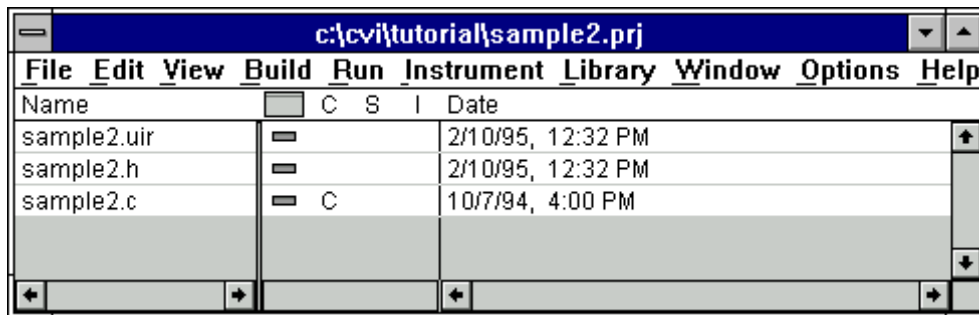 c:\cvi\tutorial\sample2.prj
File Edit View Build Run Instrument Library Window Options Help
Name C S I Date
sample2.uir 2/10/95, 12:32 PM
sample2.h 2/10/95, 12:32 PM
sample2.c C 10/7/94, 4:00 PM